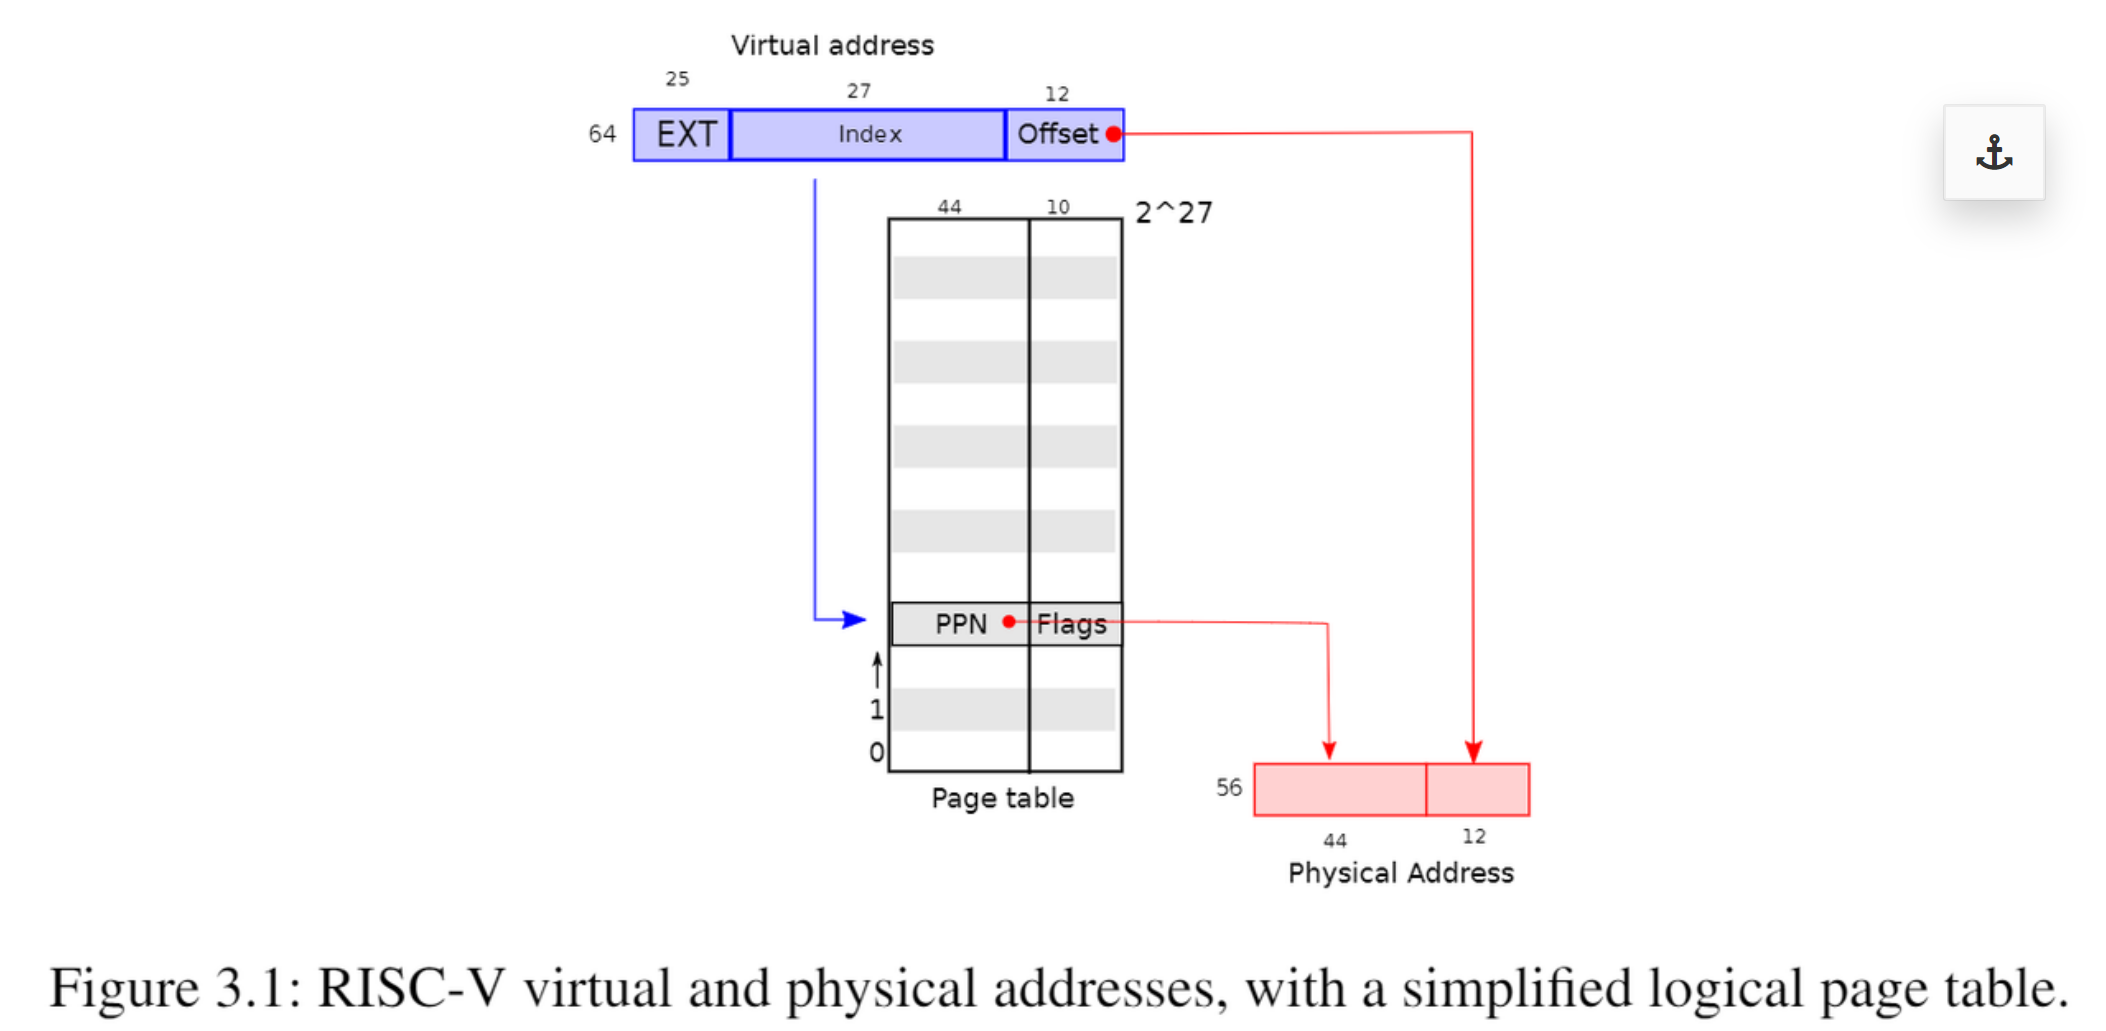 Virtual address
25 27 12
64 EXT Index Offset
44 10 2^27
PPN Flags
1
0
Page table
56
44 12
Physical Address
Figure 3.1: RISC-V virtual and physical addresses, with a simplified logical page table.